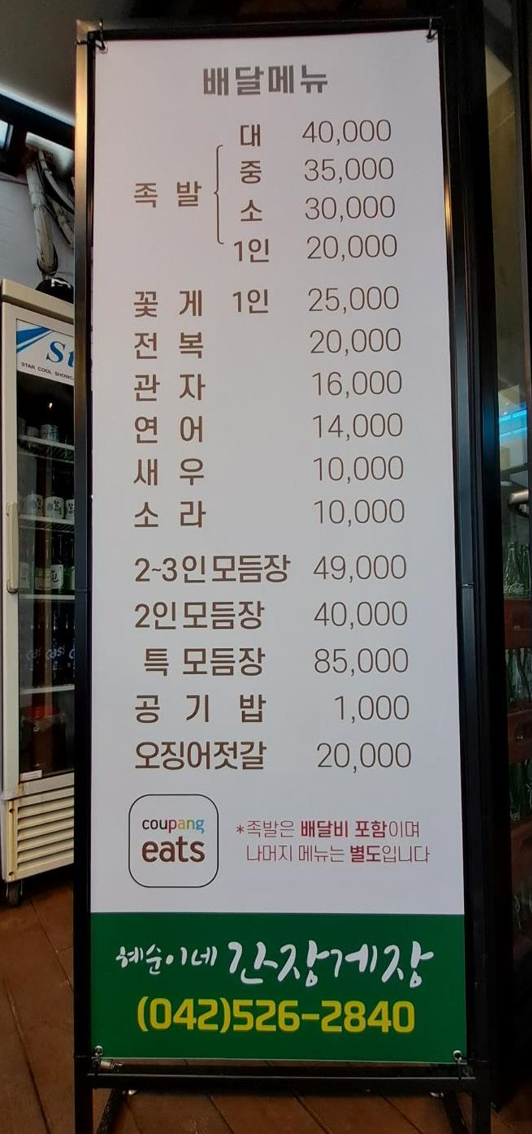 배달메뉴
대 40,000
중 35,000
족 발
소 30,000
1인 20,000
꽃 게 1인 25,000
전 복 20,000
관 자 16,000
연 어 14,000
새 우 10,000
소 라 10,000
2~3인모듬장 49,000
2인모듬장 40,000
특 모듬장 85,000
공 기 밥 1,000
오징어젓갈 20,000
coupang
eats
*족발은 배달비 포함이며
나머지 메뉴는 별도입니다
혜순이네 간장게장
(042)526-2840
STAR COOL